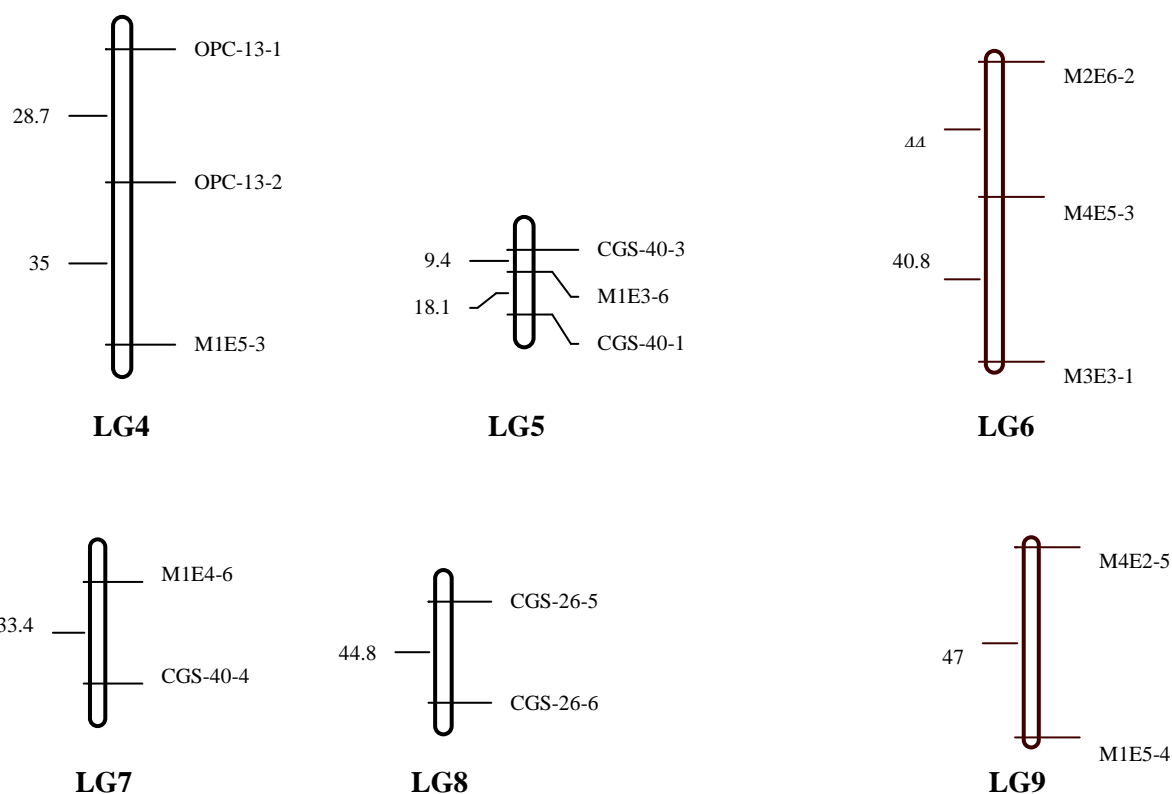 OPC-13-1
28.7
OPC-13-2
35
M1E5-3
LG4
CGS-40-3
9.4
M1E3-6
18.1
CGS-40-1
LG5
M2E6-2
44
M4E5-3
40.8
M3E3-1
LG6
M1E4-6
33.4
CGS-40-4
LG7
CGS-26-5
44.8
CGS-26-6
LG8
M4E2-5
47
M1E5-4
LG9